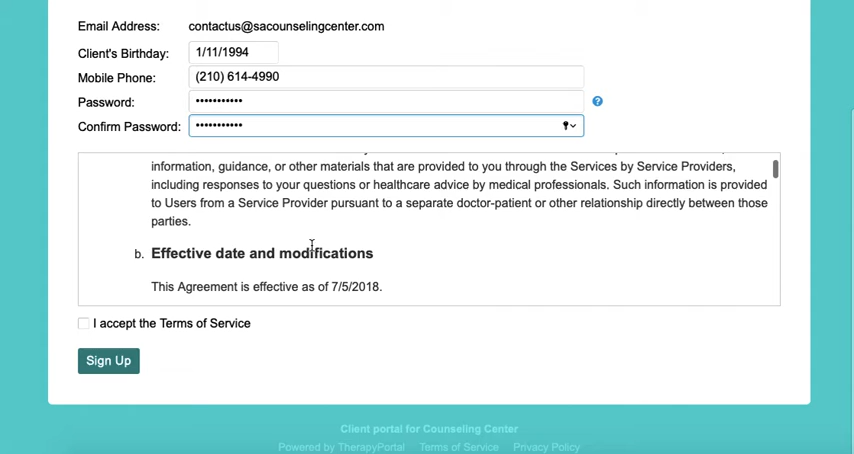 Email Address: contactus@sacounselingcenter.com
Client's Birthday: 1/11/1994
Mobile Phone: (210) 614-4990
Password: •••••••••••
Confirm Password: •••••••••••
information, guidance, or other materials that are provided to you through the Services by Service Providers,
including responses to your questions or healthcare advice by medical professionals. Such information is provided
to Users from a Service Provider pursuant to a separate doctor-patient or other relationship directly between those
parties.
b. Effective date and modifications
This Agreement is effective as of 7/5/2018.
I accept the Terms of Service
Sign Up
Client portal for Counseling Center
Powered by TherapyPortal Terms of Service Privacy Policy